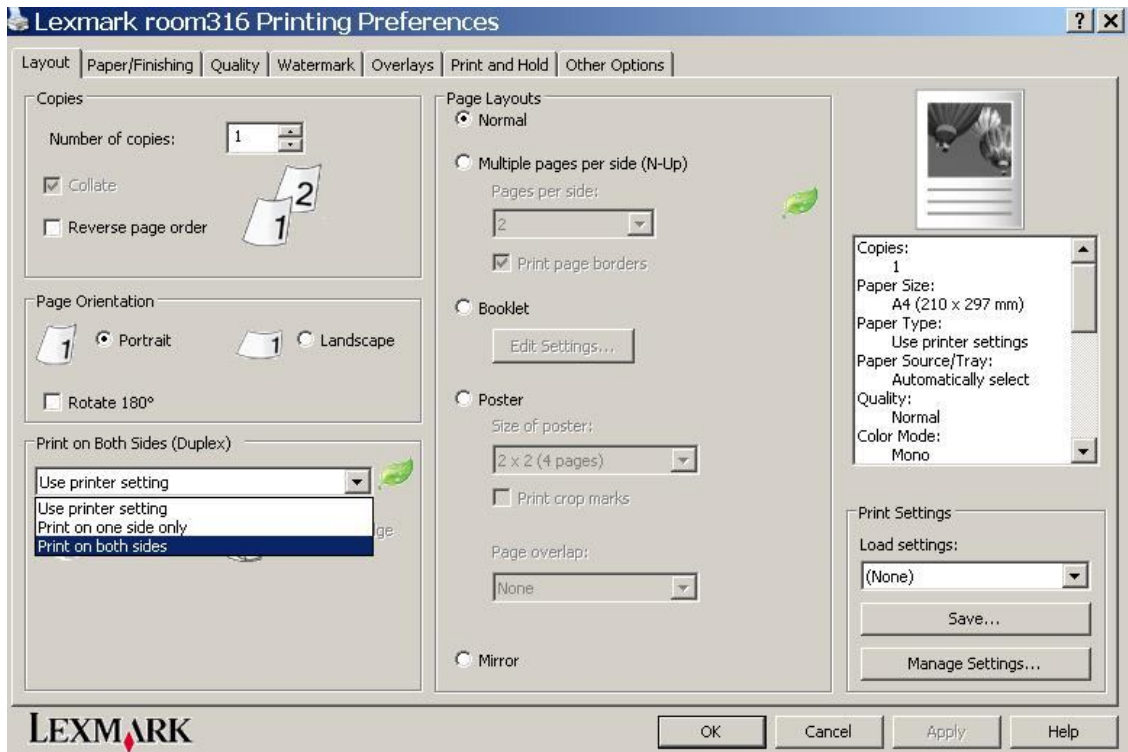 Lexmark room316 Printing Preferences
Layout
Paper/Finishing
Quality
Watermark
Overlays
Print and Hold
Other Options
Copies
Number of copies:
1
Collate
Reverse page order
1
2
Page Orientation
1
Portrait
1
Landscape
Rotate 180°
Print on Both Sides (Duplex)
Use printer setting
Use printer setting
Print on one side only
Print on both sides
Page Layouts
Normal
Multiple pages per side (N-Up)
Pages per side:
2
Print page borders
Booklet
Edit Settings...
Poster
Size of poster:
2 x 2 (4 pages)
Print crop marks
Page overlap:
None
Mirror
Copies:
1
Paper Size:
A4 (210 x 297 mm)
Paper Type:
Use printer settings
Paper Source/Tray:
Automatically select
Quality:
Normal
Color Mode:
Mono
Print Settings
Load settings:
(None)
Save...
Manage Settings...
LEXMARK
OK
Cancel
Apply
Help